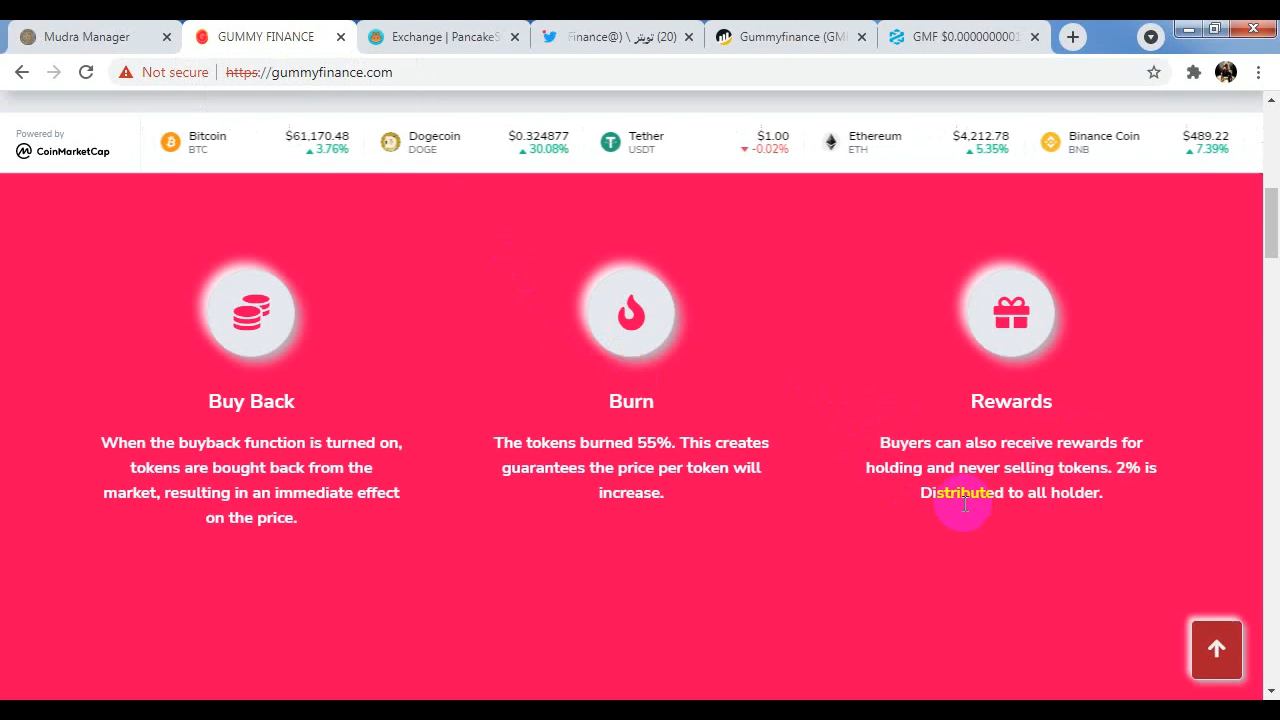 Mudra Manager
GUMMY FINANCE
Exchange | PancakeS
Finance@) تويتر \ (20)
Gummyfinance (GMF
GMF $0.0000000001
Not secure
https://gummyfinance.com
Powered by
CoinMarketCap
Bitcoin $61,170.48
BTC 3.76%
Dogecoin $0.324877
DOGE 30.08%
Tether $1.00
USDT -0.02%
Ethereum $4,212.78
ETH 5.35%
Binance Coin $489.22
BNB 7.39%
Buy Back
When the buyback function is turned on,
tokens are bought back from the
market, resulting in an immediate effect
on the price.
Burn
The tokens burned 55%. This creates
guarantees the price per token will
increase.
Rewards
Buyers can also receive rewards for
holding and never selling tokens. 2% is
Distributed to all holder.